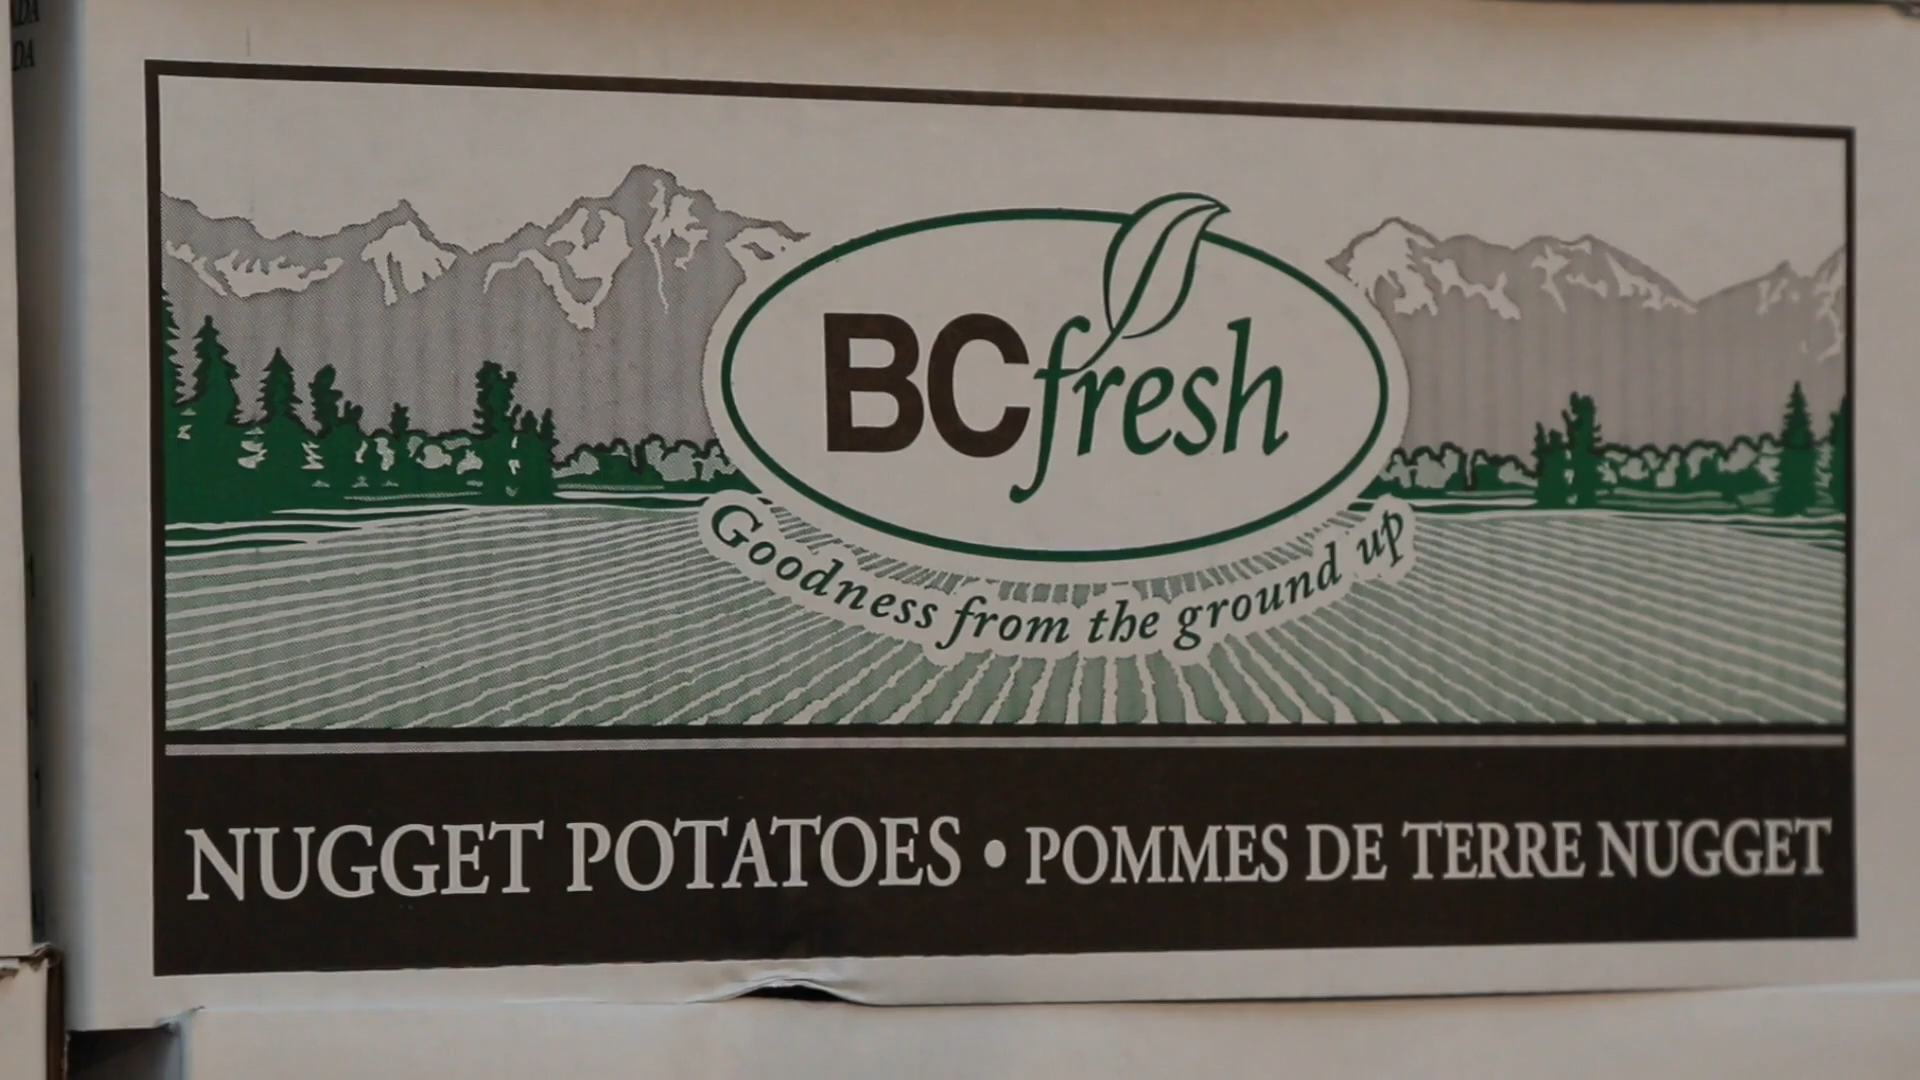 BCfresh
Goodness from the ground up
NUGGET POTATOES • POMMES DE TERRE NUGGET